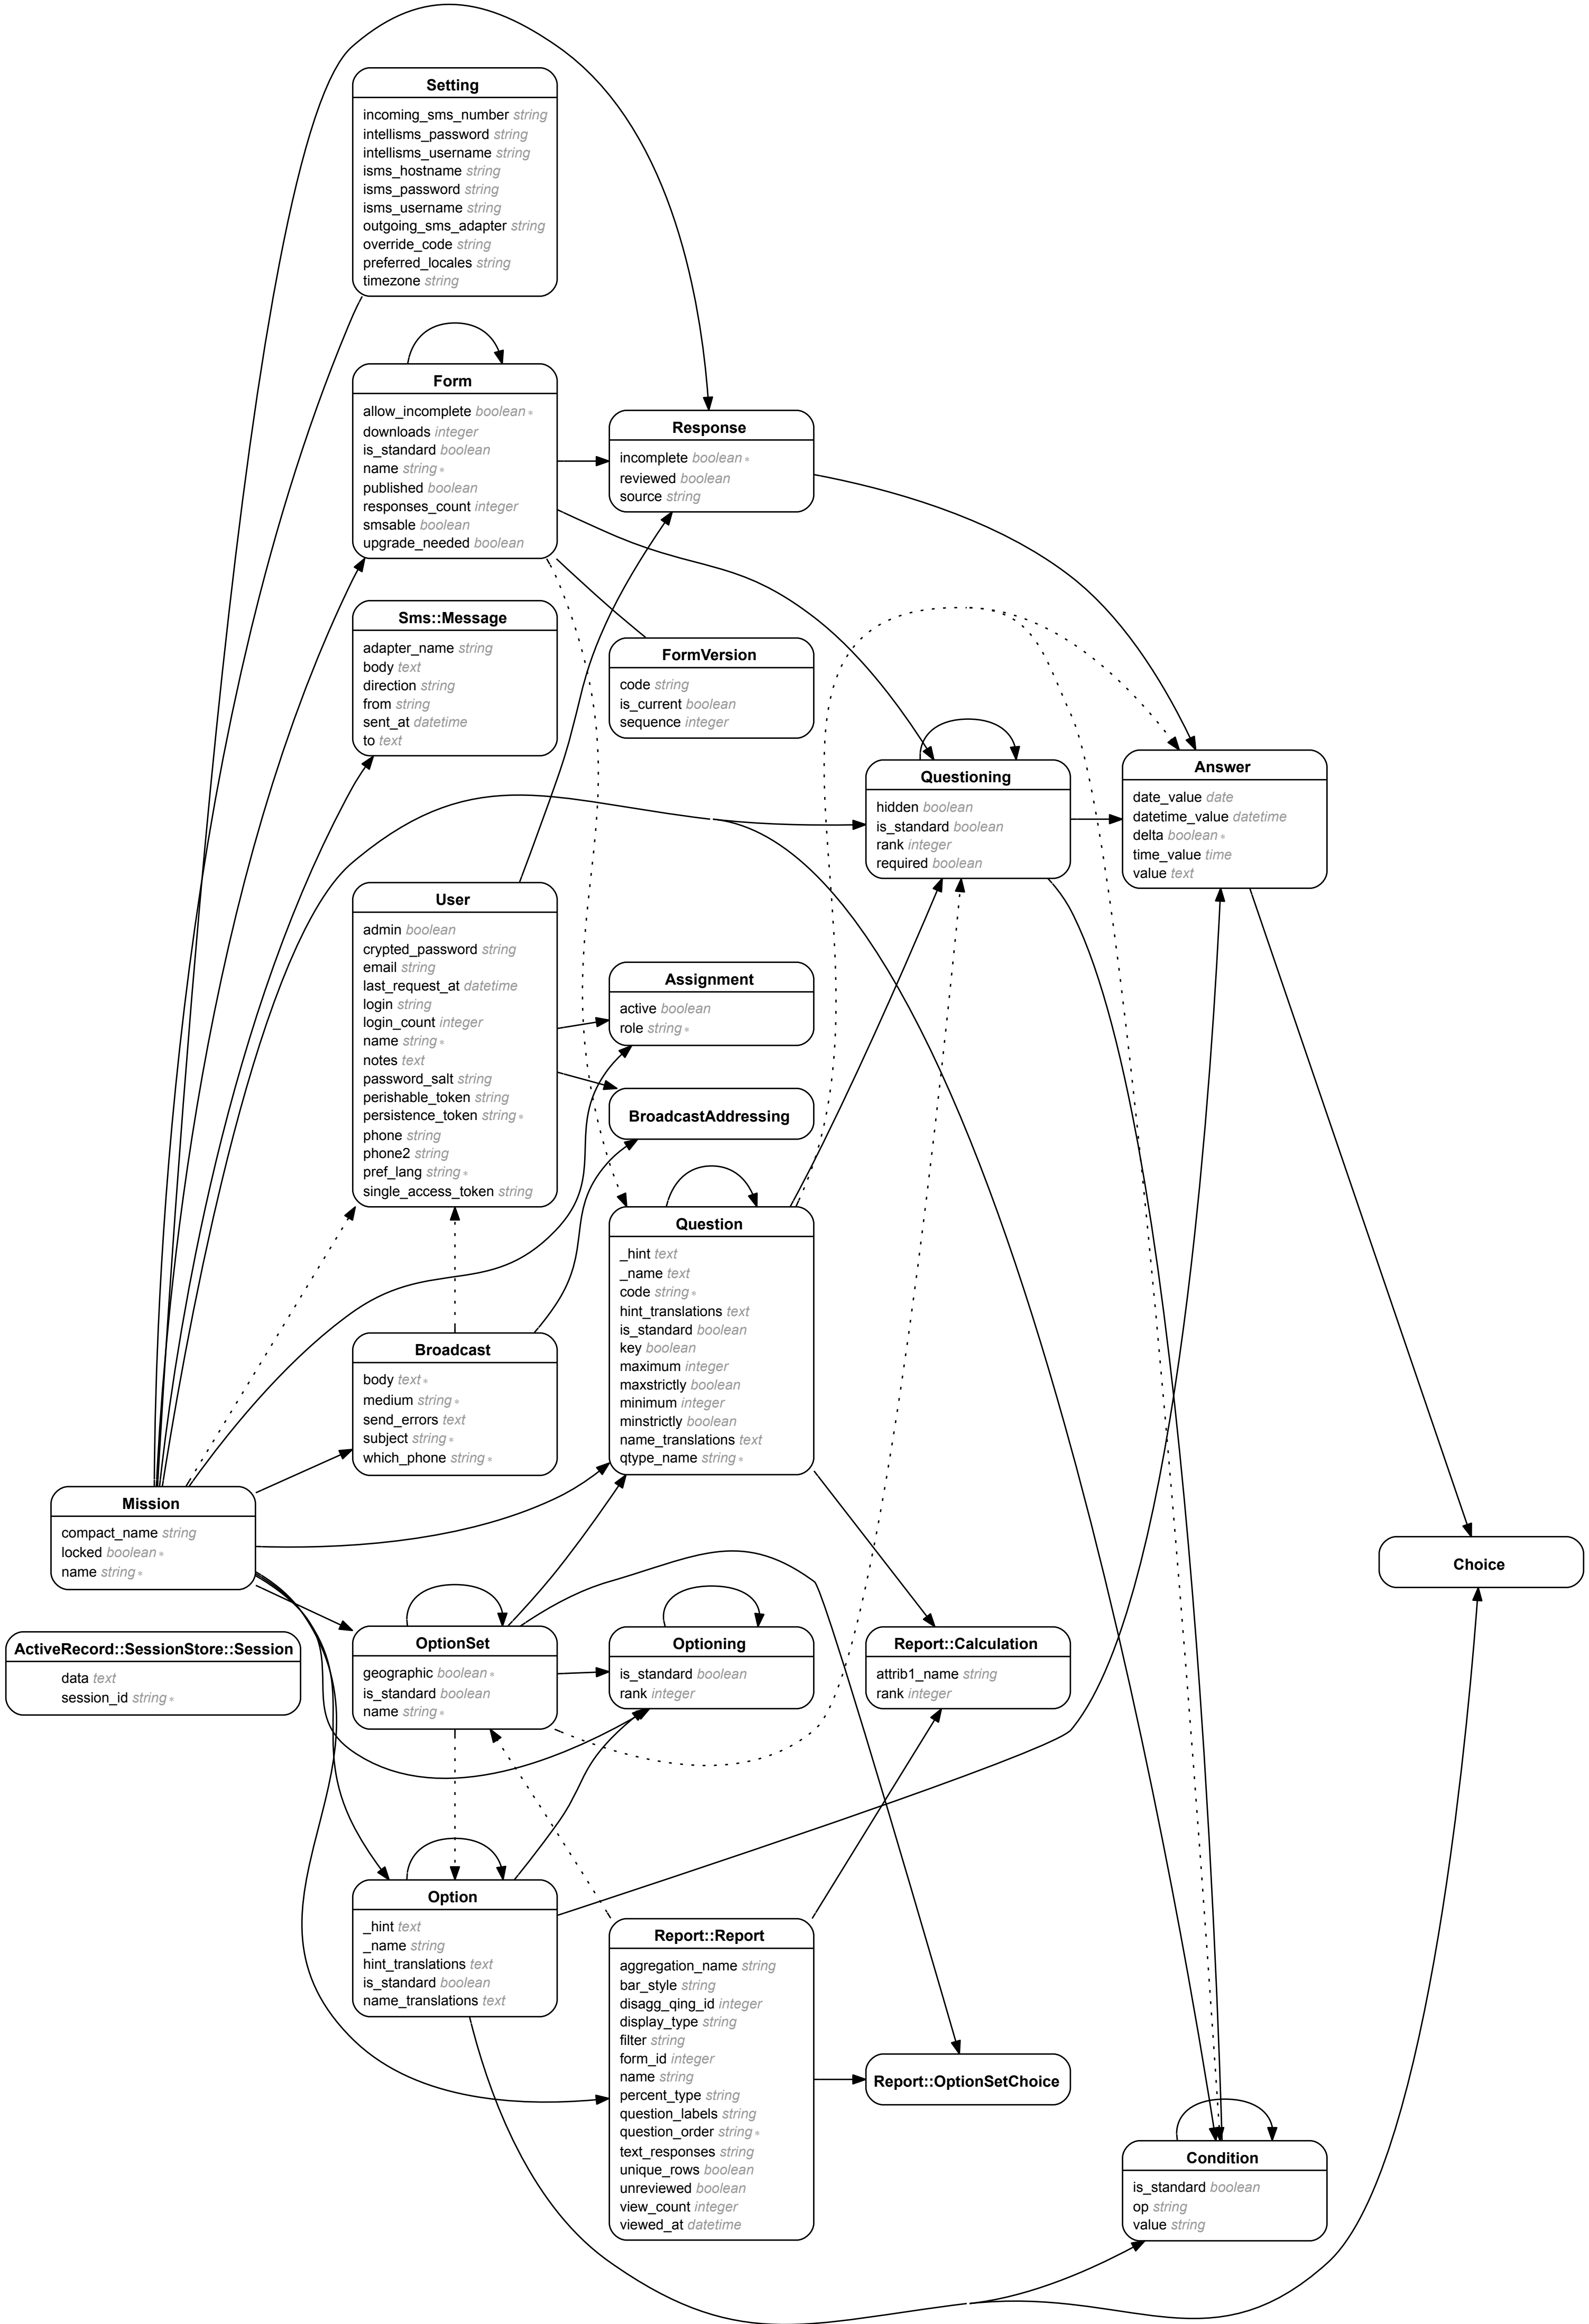 Setting
incoming_sms_number string
intellisms_password string
intellisms_username string
isms_hostname string
isms_password string
isms_username string
outgoing_sms_adapter string
override_code string
preferred_locales string
timezone string
Form
allow_incomplete boolean *
downloads integer
is_standard boolean
name string *
published boolean
responses_count integer
smsable boolean
upgrade_needed boolean
Response
incomplete boolean *
reviewed boolean
source string
Sms::Message
adapter_name string
body text
direction string
from string
sent_at datetime
to text
FormVersion
code string
is_current boolean
sequence integer
Questioning
hidden boolean
is_standard boolean
rank integer
required boolean
Answer
date_value date
datetime_value datetime
delta boolean *
time_value time
value text
User
admin boolean
crypted_password string
email string
last_request_at datetime
login string
login_count integer
name string *
notes text
password_salt string
perishable_token string
persistence_token string *
phone string
phone2 string
pref_lang string *
single_access_token string
Assignment
active boolean
role string *
BroadcastAddressing
Question
_hint text
_name text
code string *
hint_translations text
is_standard boolean
key boolean
maximum integer
maxstrictly boolean
minimum integer
minstrictly boolean
name_translations text
qtype_name string *
Broadcast
body text *
medium string *
send_errors text
subject string *
which_phone string *
Mission
compact_name string
locked boolean *
name string *
Choice
ActiveRecord::SessionStore::Session
data text
session_id string *
OptionSet
geographic boolean *
is_standard boolean
name string *
Optioning
is_standard boolean
rank integer
Report::Calculation
attrib1_name string
rank integer
Option
_hint text
_name string
hint_translations text
is_standard boolean
name_translations text
Report::Report
aggregation_name string
bar_style string
disagg_qing_id integer
display_type string
filter string
form_id integer
name string
percent_type string
question_labels string
question_order string *
text_responses string
unique_rows boolean
unreviewed boolean
view_count integer
viewed_at datetime
Report::OptionSetChoice
Condition
is_standard boolean
op string
value string